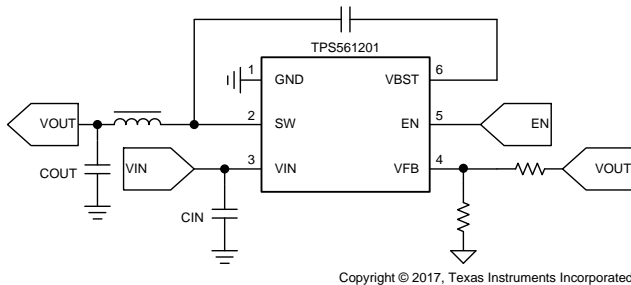 TPS561201
1
GND
VBST
6
VOUT
2
SW
EN
5
EN
COUT
VIN
3
VIN
VFB
4
VOUT
CIN
Copyright © 2017, Texas Instruments Incorporated